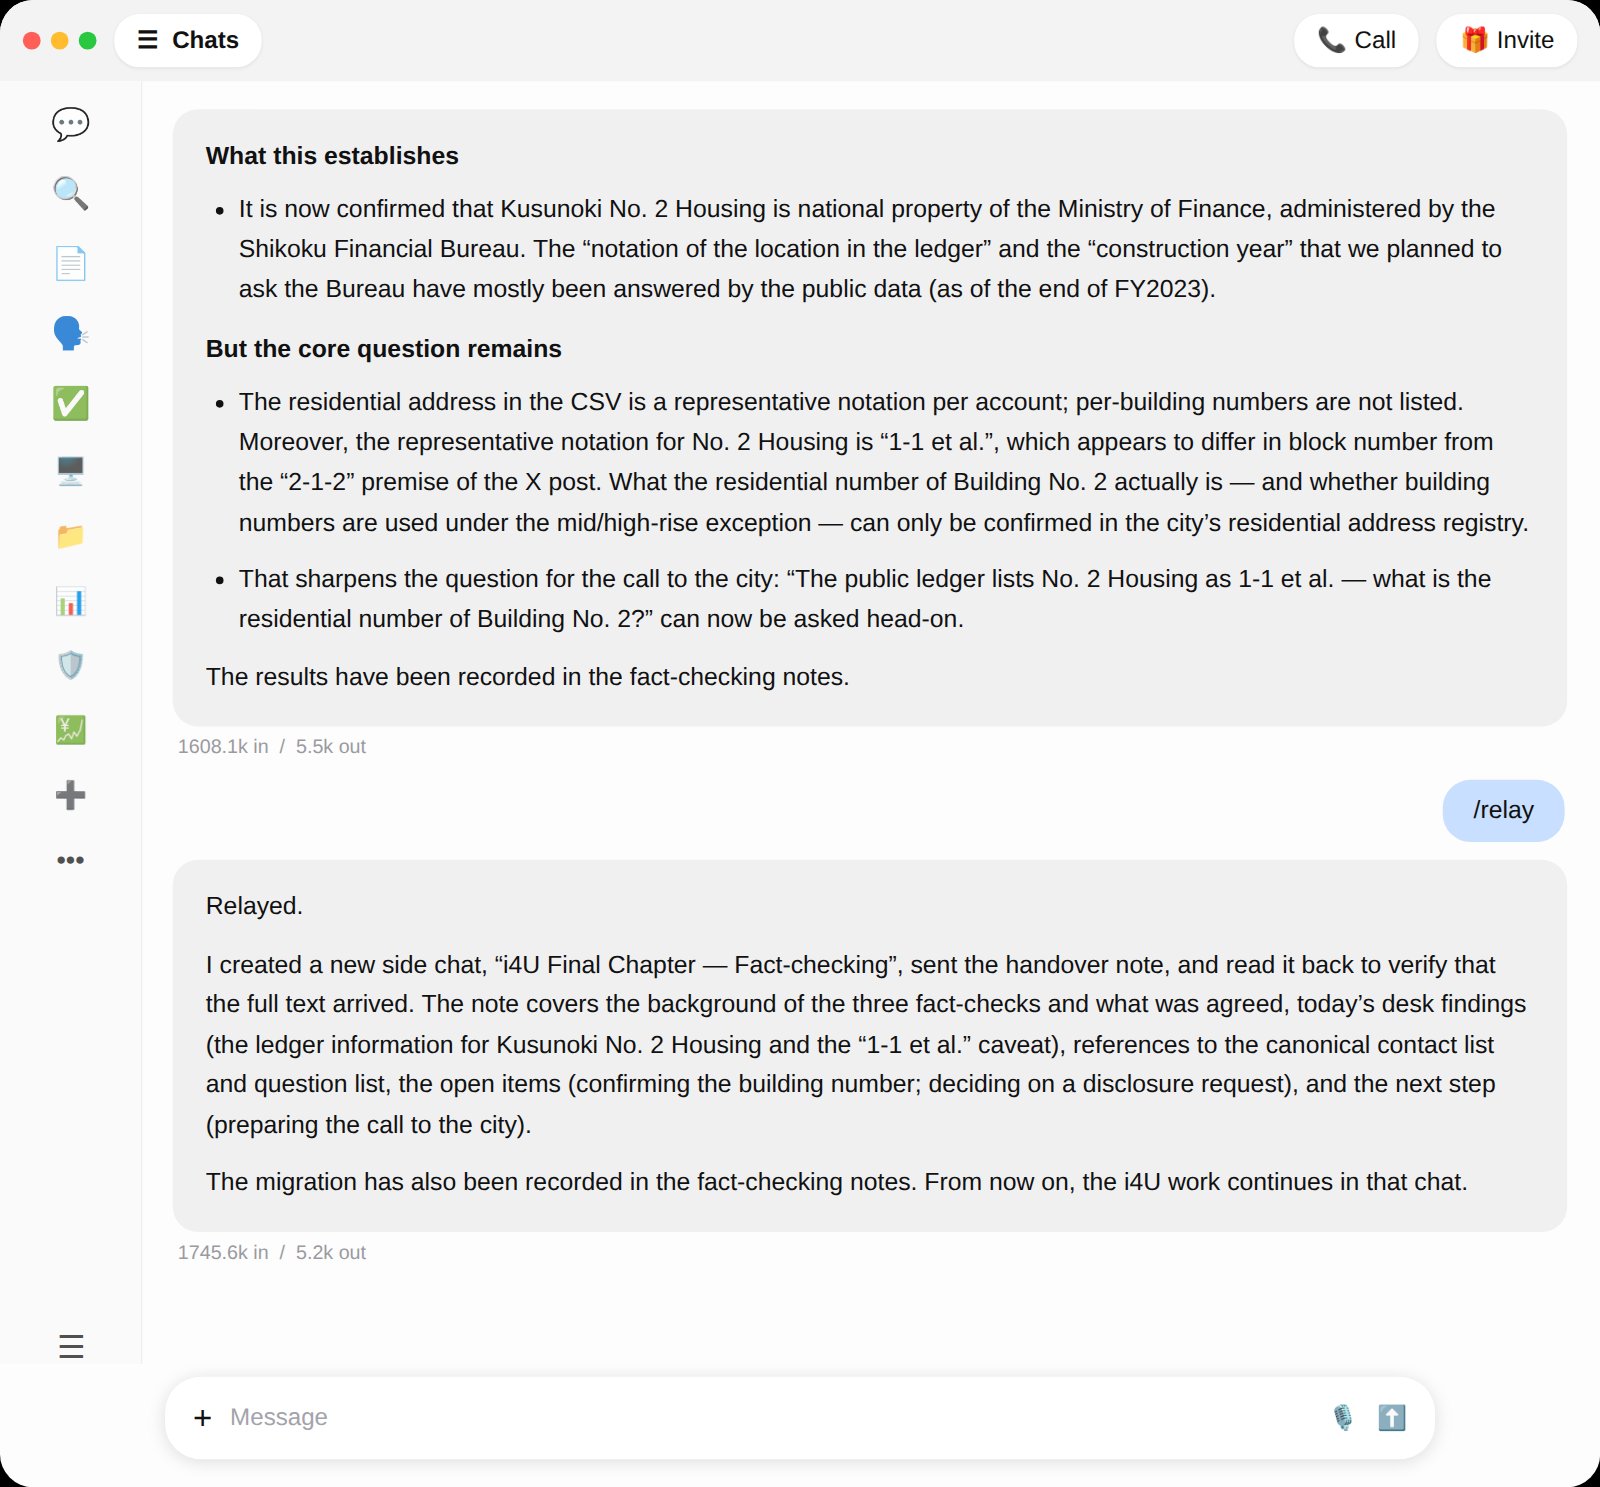 ☰ Chats
📞 Call
🎁 Invite
What this establishes
• It is now confirmed that Kusunoki No. 2 Housing is national property of the Ministry of Finance, administered by the
Shikoku Financial Bureau. The “notation of the location in the ledger” and the “construction year” that we planned to
ask the Bureau have mostly been answered by the public data (as of the end of FY2023).
But the core question remains
• The residential address in the CSV is a representative notation per account; per-building numbers are not listed.
Moreover, the representative notation for No. 2 Housing is “1-1 et al.”, which appears to differ in block number from
the “2-1-2” premise of the X post. What the residential number of Building No. 2 actually is — and whether building
numbers are used under the mid/high-rise exception — can only be confirmed in the city’s residential address registry.
• That sharpens the question for the call to the city: “The public ledger lists No. 2 Housing as 1-1 et al. — what is the
residential number of Building No. 2?” can now be asked head-on.
The results have been recorded in the fact-checking notes.
1608.1k in / 5.5k out
/relay
Relayed.
I created a new side chat, “i4U Final Chapter — Fact-checking”, sent the handover note, and read it back to verify that
the full text arrived. The note covers the background of the three fact-checks and what was agreed, today’s desk findings
(the ledger information for Kusunoki No. 2 Housing and the “1-1 et al.” caveat), references to the canonical contact list
and question list, the open items (confirming the building number; deciding on a disclosure request), and the next step
(preparing the call to the city).
The migration has also been recorded in the fact-checking notes. From now on, the i4U work continues in that chat.
1745.6k in / 5.2k out
+ Message